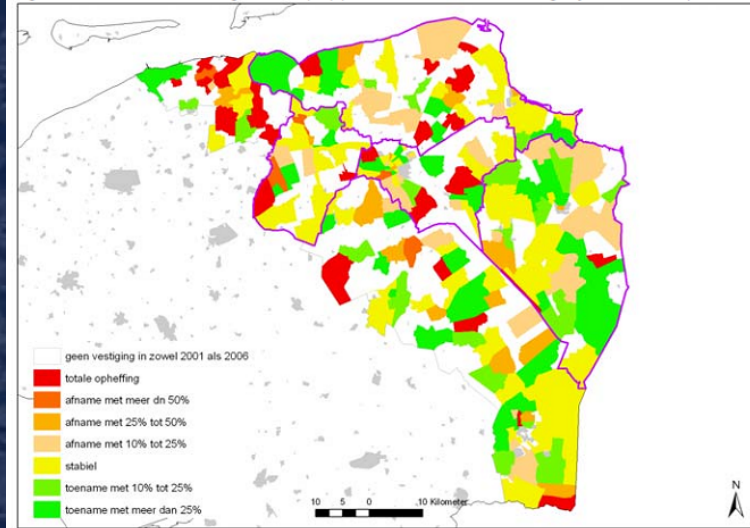 geen vestiging in zowel 2001 als 2006
totale opheffing
afname met meer dn 50%
afname met 25% tot 50%
afname met 10% tot 25%
stabiel
toename met 10% tot 25%
toename met meer dan 25%
10 5 0 10 Kilometer
N